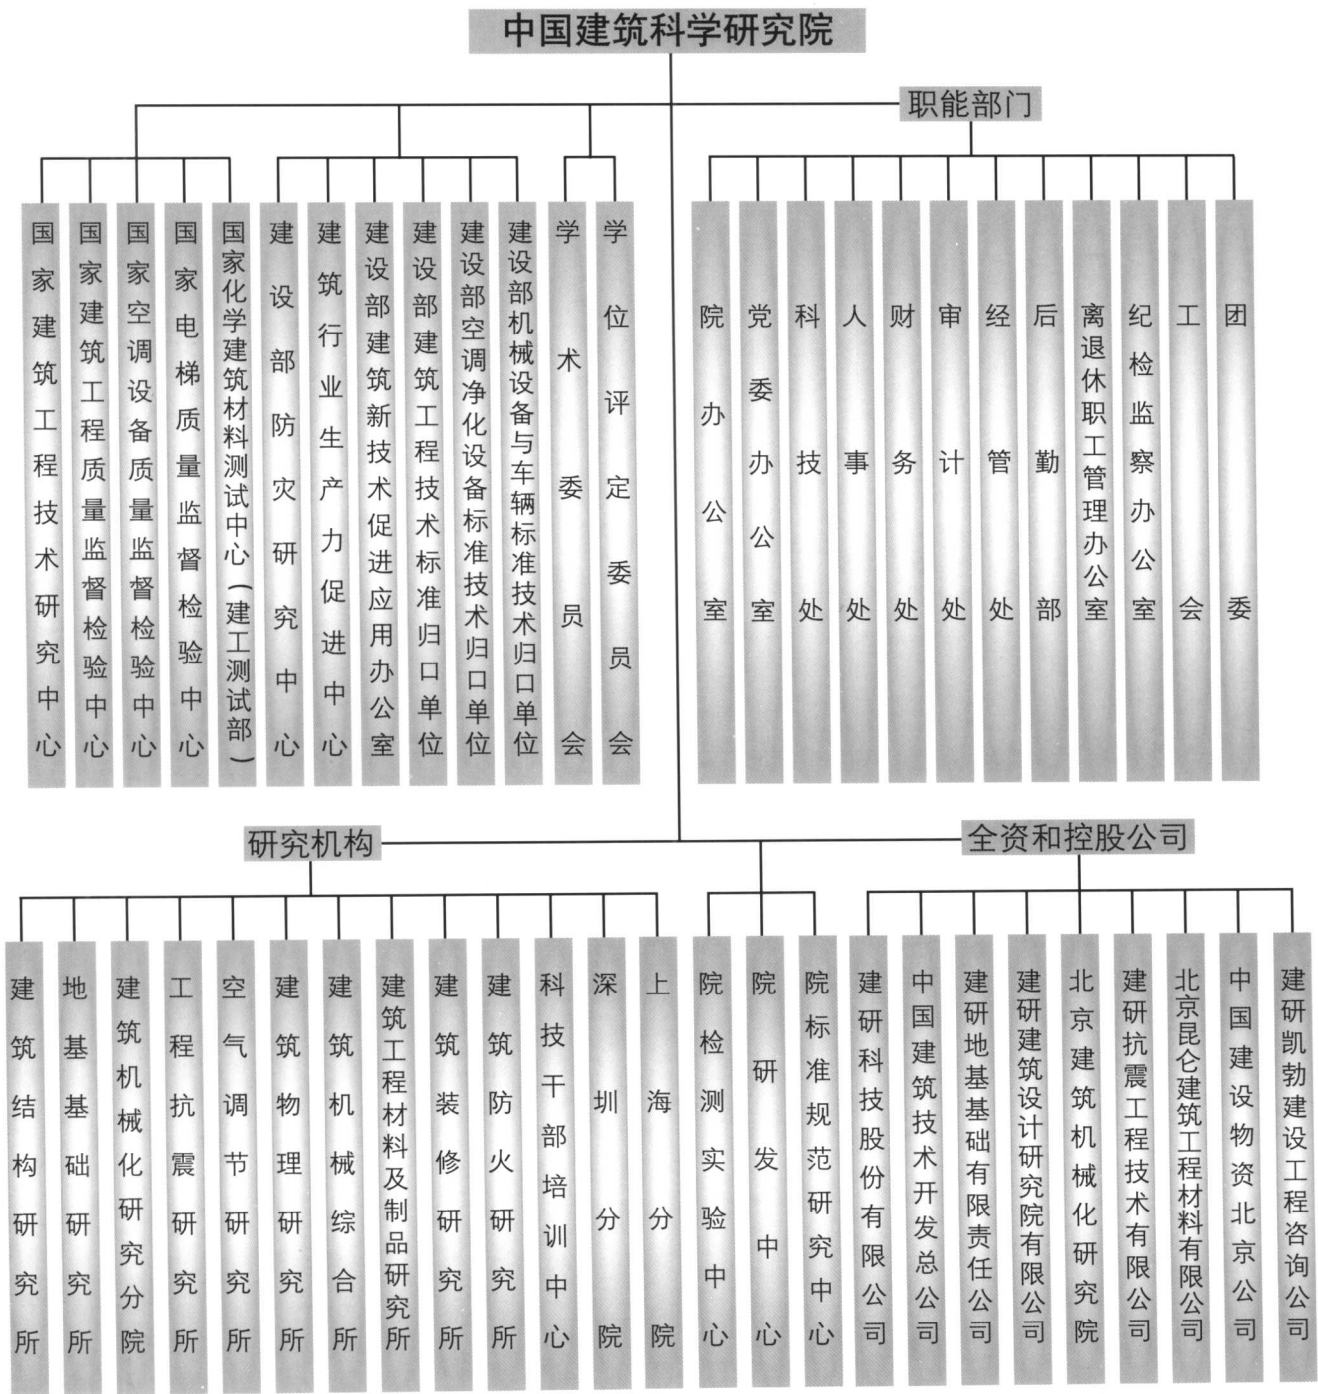 中国建筑科学研究院
职能部门
国家建筑工程技术研究中心
国家建筑工程质量监督检验中心
国家空调设备质量监督检验中心
国家电梯质量监督检验中心
国家化学建筑材料测试中心（建工测试部）
建设部防灾研究中心
建筑行业生产力促进中心
建设部建筑新技术促进应用办公室
建设部建筑工程技术标准归口单位
建设部空调净化设备标准技术归口单位
建设部机械设备与车辆标准技术归口单位
学术委员会
学位评定委员会
院办公室
党委办公室
科技处
人事处
财务处
审计处
经管处
后勤部
离退休职工管理办公室
纪检监察办公室
工会
团委
研究机构
全资和控股公司
建筑结构研究所
地基基础研究所
建筑机械化研究分院
工程抗震研究所
空气调节研究所
建筑物理研究所
建筑机械综合所
建筑工程材料及制品研究所
建筑装修研究所
建筑防火研究所
科技干部培训中心
深圳分院
上海分院
院检测实验中心
院研发中心
院标准规范研究中心
建研科技股份有限公司
中国建筑技术开发总公司
建研地基基础有限责任公司
建研建筑设计研究院有限公司
北京建筑机械化研究院
建研抗震工程技术有限公司
北京昆仑建筑工程材料有限公司
中国建设物资北京公司
建研凯勃建设工程咨询公司